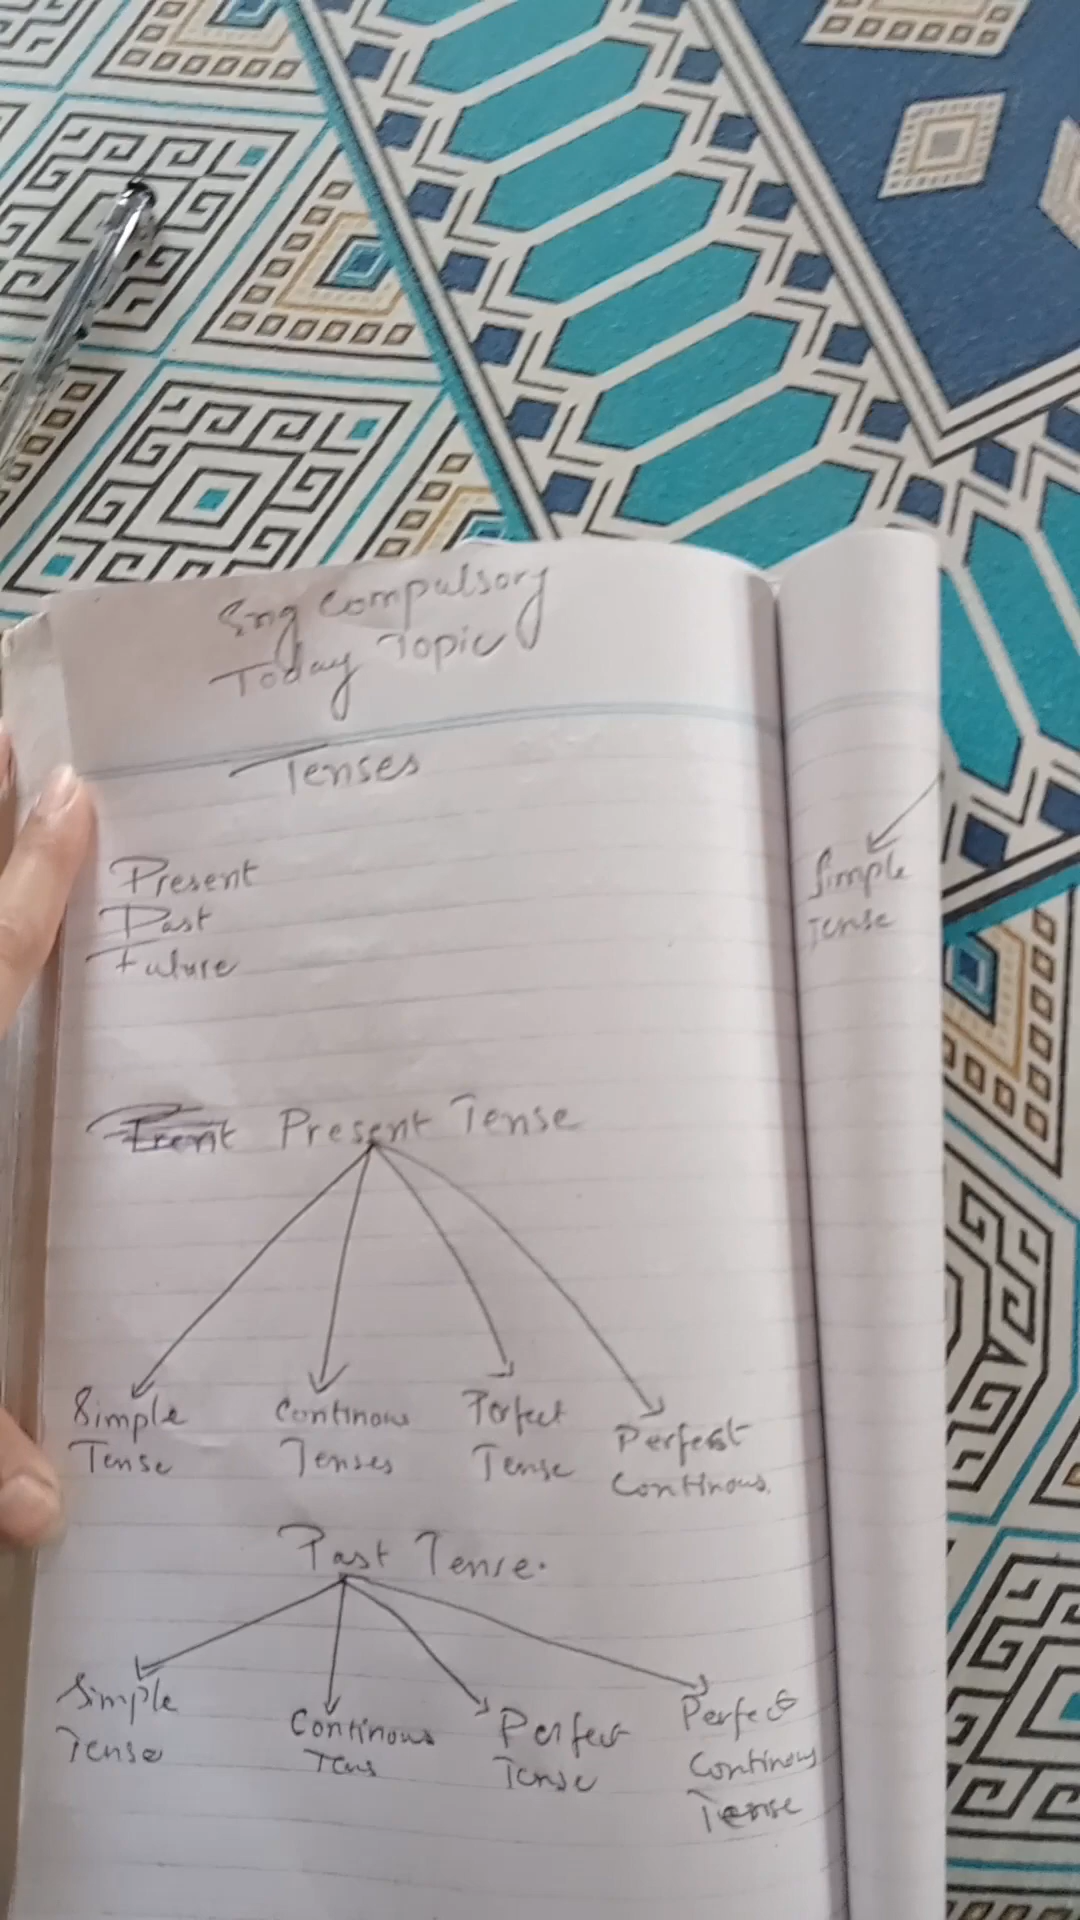 Eng Compulsory
Today Topic
Tenses
Present
Past
Future
Present Tense
Simple
Tense
Continous
Tenses
Perfect
Tense
Perfect
Continous.
Past Tense.
Simple
Tense
Continous
Tens
Perfect
Tense
Perfect
Continous
Tense
Simple
Tense